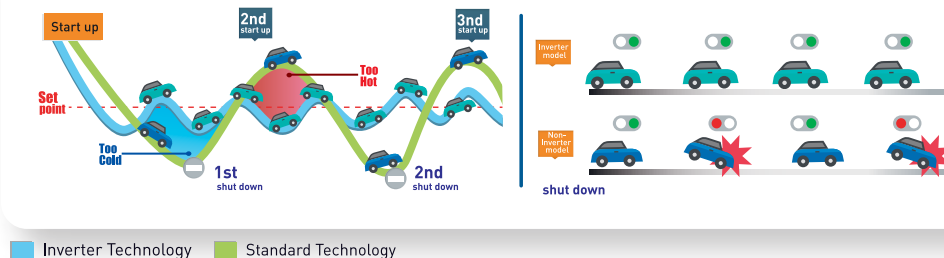 Start up
2nd
start up
3nd
start up
Too
Hot
Set
point
Too
Cold
1st
shut down
2nd
shut down
Inverter
model
Non-
Inverter
model
shut down
Inverter Technology
Standard Technology